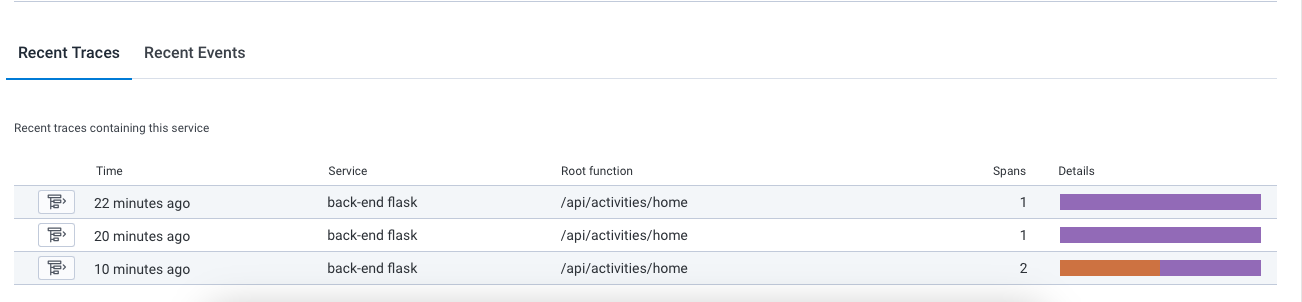 Recent Traces Recent Events
Recent traces containing this service
Time Service Root function Spans Details
22 minutes ago back-end flask /api/activities/home 1
20 minutes ago back-end flask /api/activities/home 1
10 minutes ago back-end flask /api/activities/home 2